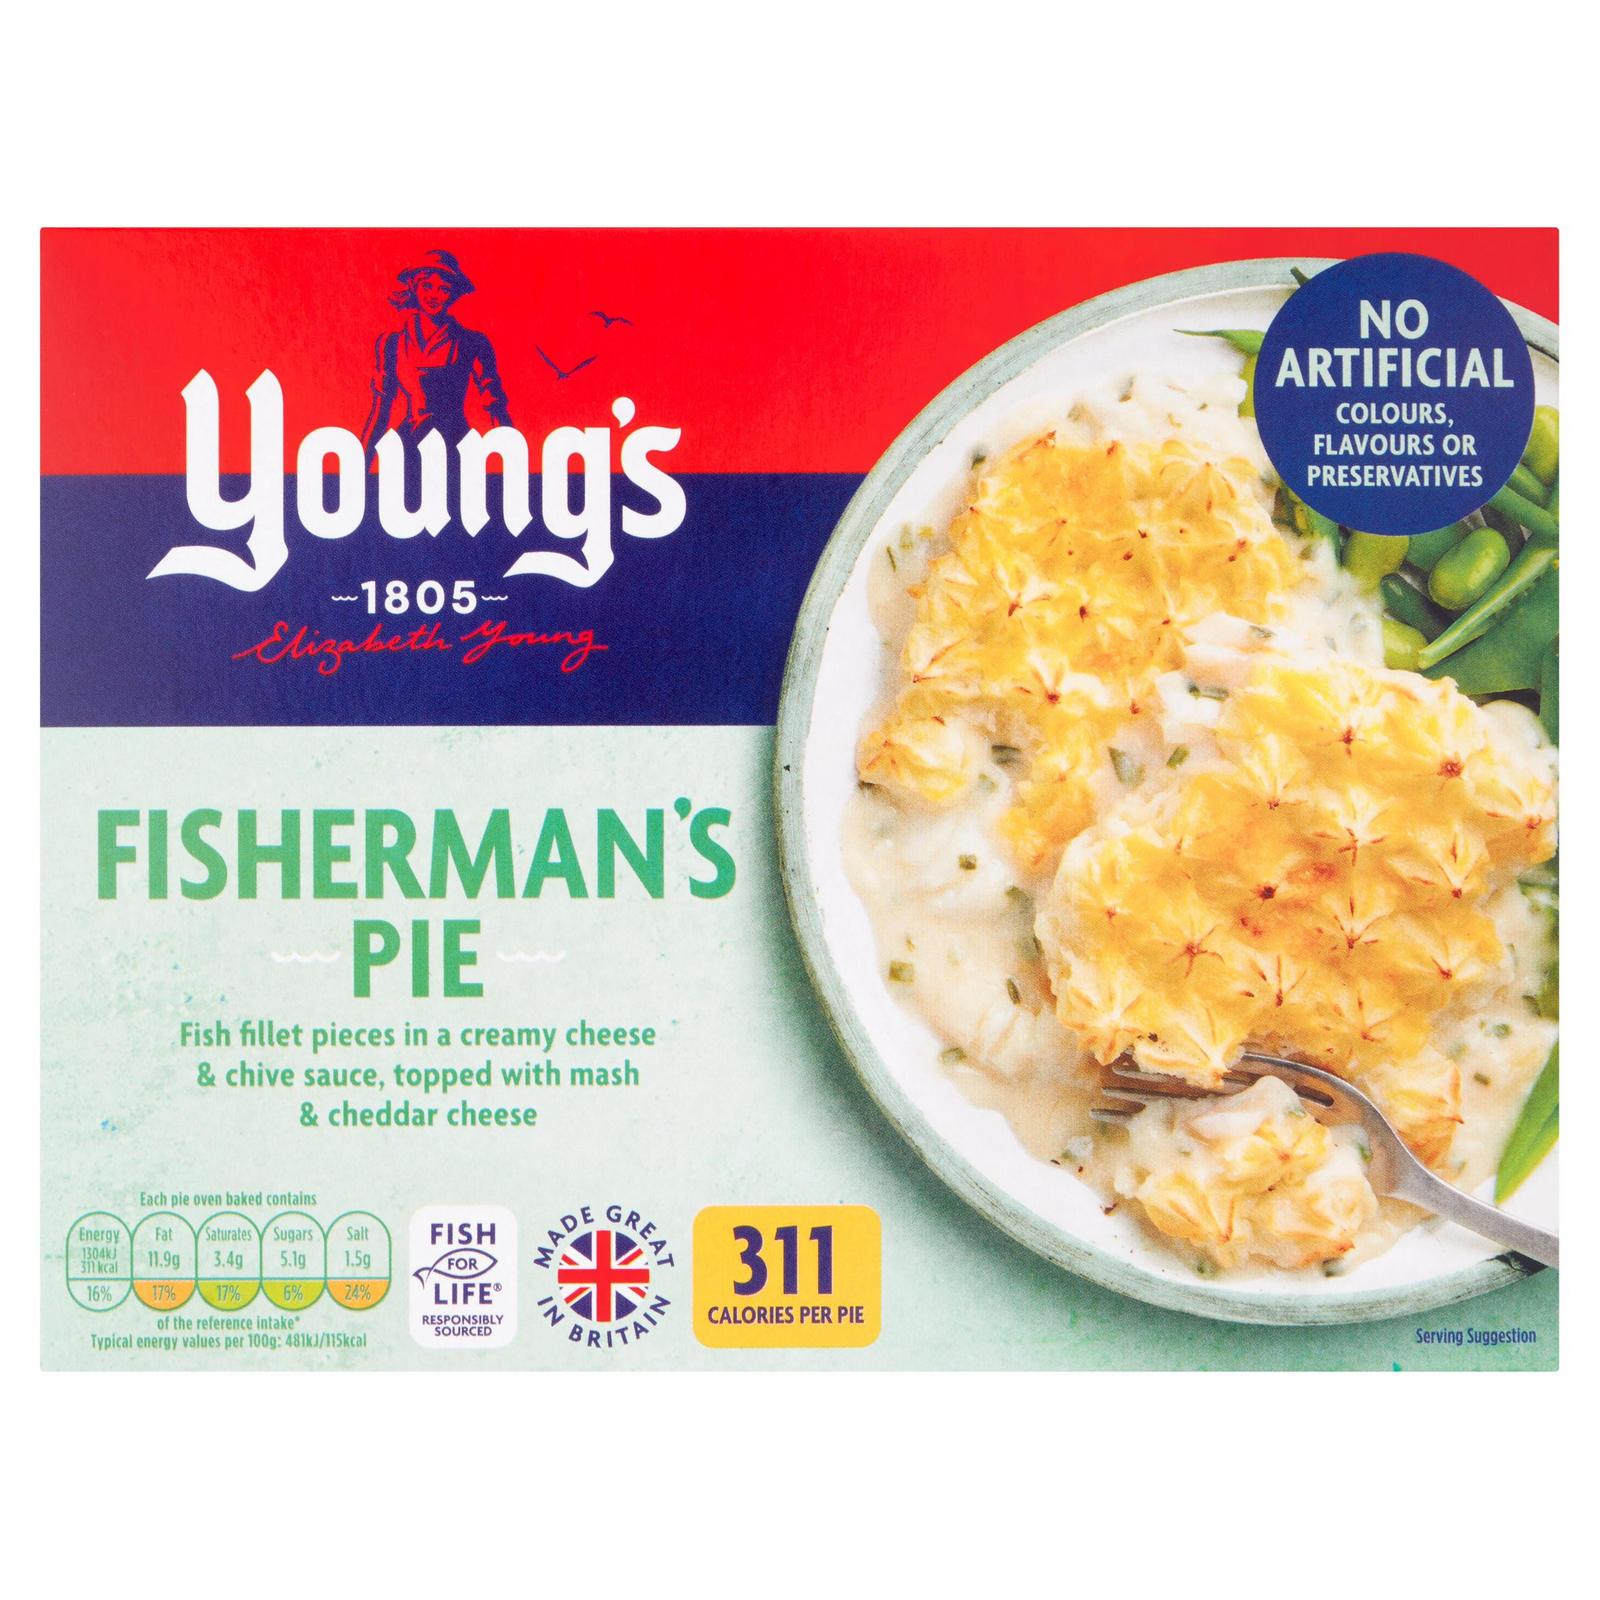 Young's
1805
Elizabeth Young
NO
ARTIFICIAL
COLOURS,
FLAVOURS OR
PRESERVATIVES
FISHERMAN'S
PIE
Fish fillet pieces in a creamy cheese
& chive sauce, topped with mash
& cheddar cheese
Each pie oven baked contains
Energy
1304kJ
311kcal
16%
Fat
11.9g
17%
Saturates
3.4g
17%
Sugars
5.1g
6%
Salt
1.5g
24%
of the reference intake*
Typical energy values per 100g: 481kJ/115kcal
FISH
FOR
LIFE®
RESPONSIBLY
SOURCED
MADE GREAT
IN BRITAIN
311
CALORIES PER PIE
Serving Suggestion